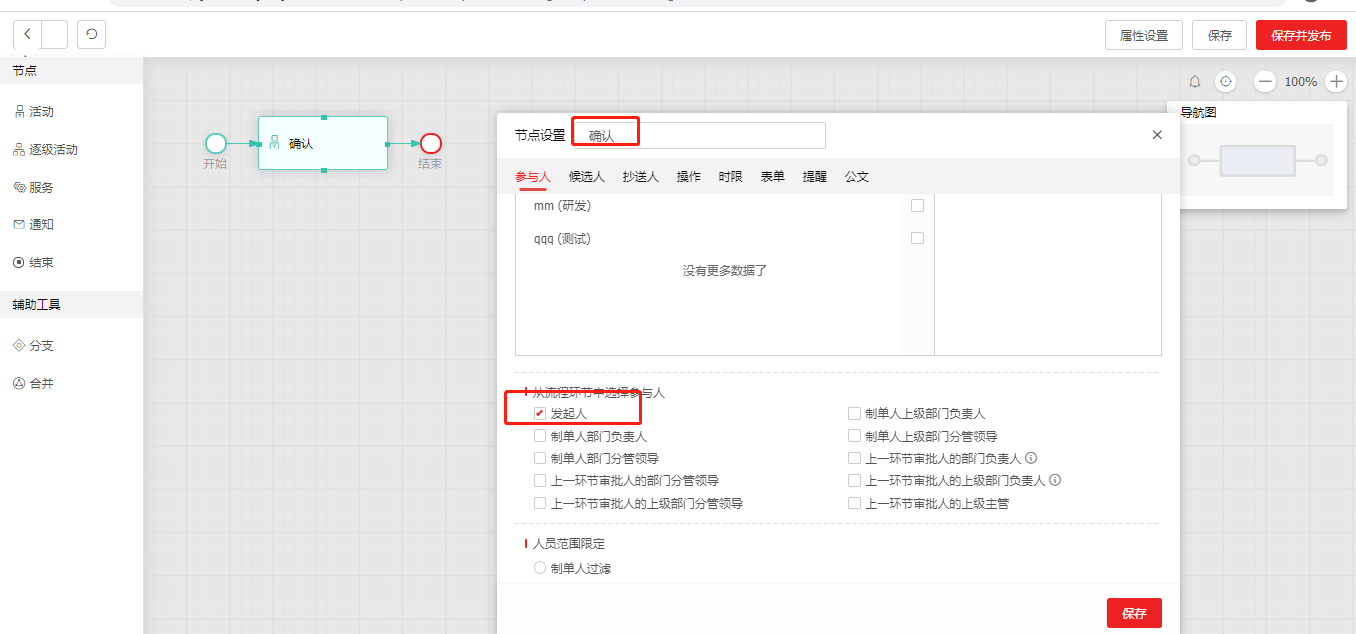 属性设置 保存 保存并发布
节点
活动
逐级活动
服务
通知
结束
辅助工具
分支
合并
开始
确认
结束
100%
导航图
节点设置 确认
参与人 候选人 抄送人 操作 时限 表单 提醒 公文
mm (研发)
qqq (测试)
没有更多数据了
从流程环节中选择参与人
发起人 制单人上级部门负责人
制单人部门负责人 制单人上级部门分管领导
制单人部门分管领导 上一环节审批人的部门负责人
上一环节审批人的部门分管领导 上一环节审批人的上级部门负责人
上一环节审批人的上级部门分管领导 上一环节审批人的上级主管
人员范围限定
制单人过滤
保存